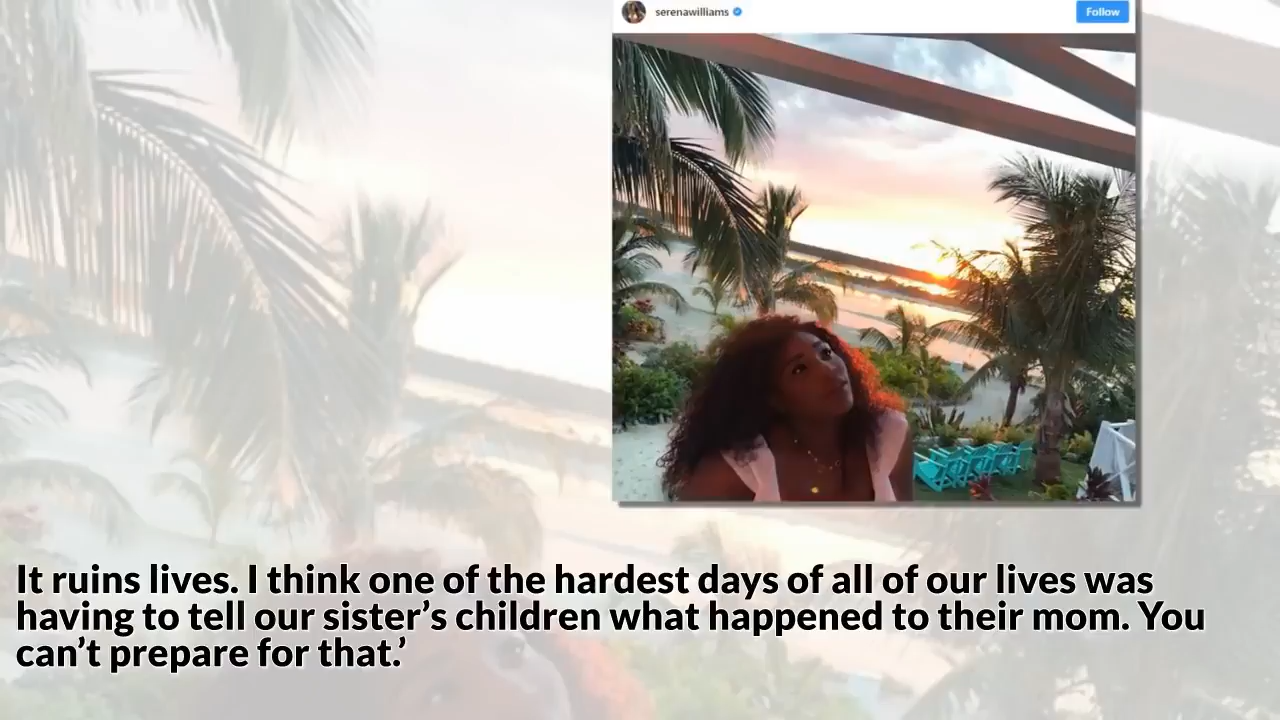 serenawilliams
Follow
It ruins lives. I think one of the hardest days of all of our lives was
having to tell our sister’s children what happened to their mom. You
can’t prepare for that.’